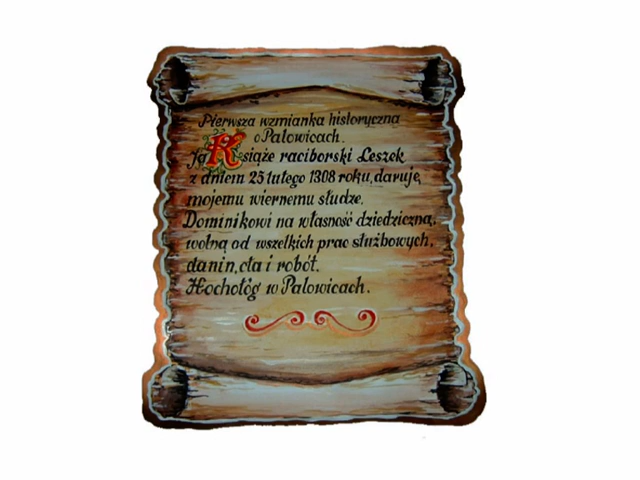 Pierwsza wzmianka historyczna
o Palowicach.
Ja Książe raciborski Leszek
z dniem 25 lutego 1308 roku, daruję
mojemu wiernemu słudze,
Dominikowi na własność dziedziczną,
wolną od wszelkich prac służbowych,
danin, cła i robót.
Hochołóg w Palowicach.